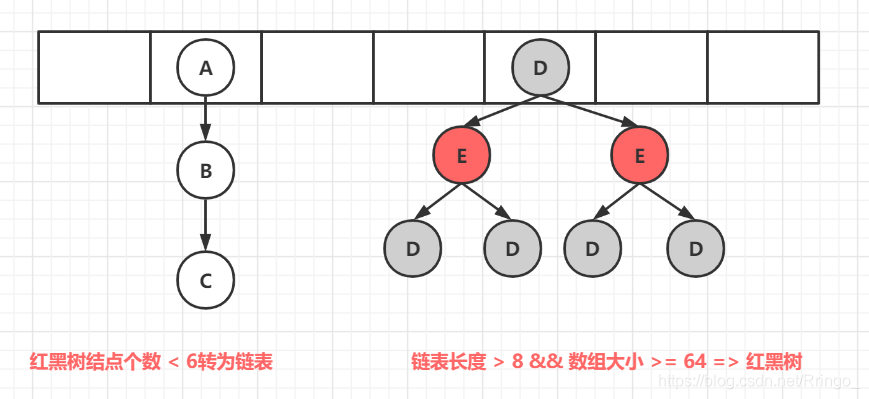 A
D
B
E
E
C
D
D
D
D
红黑树结点个数 < 6转为链表
链表长度 > 8 && 数组大小 >= 64 => 红黑树
https://blog.csdn.net/Rringo_